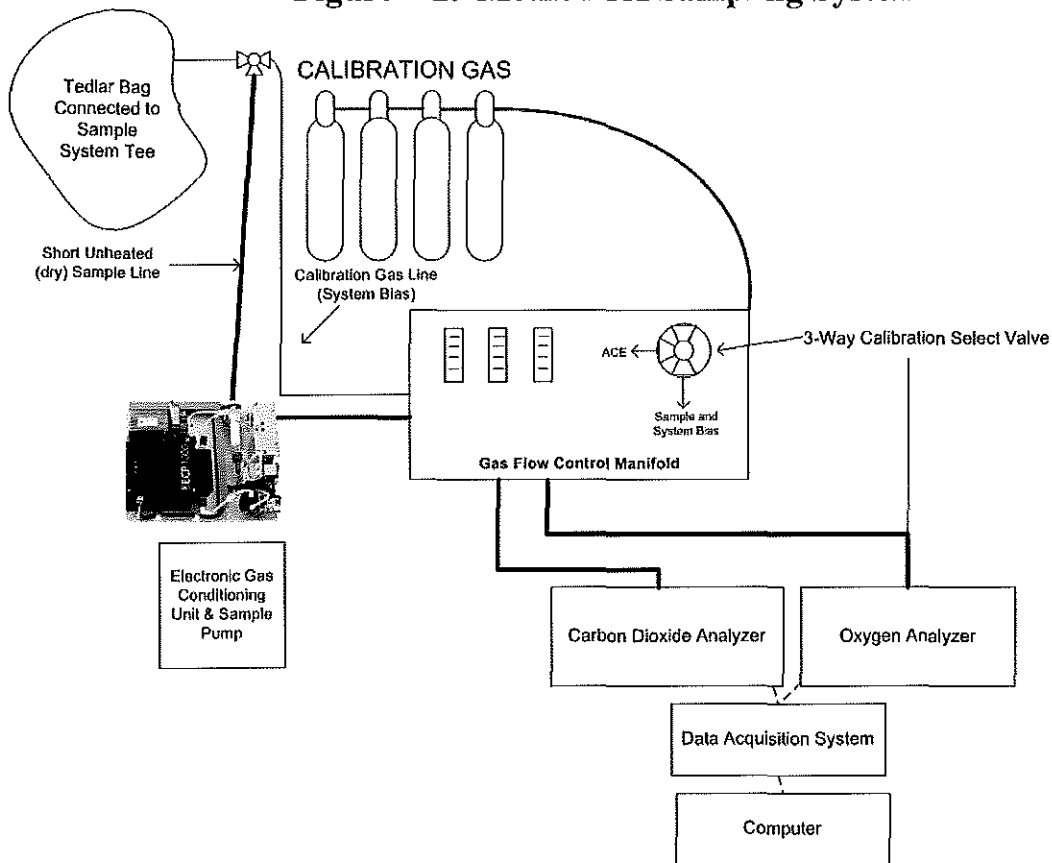 CALIBRATION GAS
Tedlar Bag
Connected to
Sample
System Tee
Short Unheated
(dry) Sample Line
Calibration Gas Line
(System Bias)
ACE
3-Way Calibration Select Valve
Sample and
System Bias
Gas Flow Control Manifold
Electronic Gas
Conditioning
Unit & Sample
Pump
Carbon Dioxide Analyzer
Oxygen Analyzer
Data Acquisition System
Computer